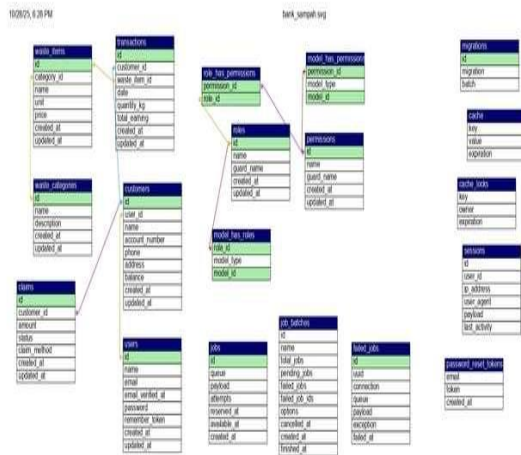 10/28/25, 6:28 PM
bank_sampah.svg
waste_items
id
category_id
name
unit
price
created_at
updated_at
transactions
id
customer_id
waste_item_id
date
quantity_kg
total_earning
created_at
updated_at
role_has_permissions
permission_id
role_id
model_has_permissions
permission_id
model_type
model_id
migrations
id
migration
batch
roles
id
name
guard_name
created_at
updated_at
permissions
id
name
guard_name
created_at
updated_at
cache
key
value
expiration
waste_categories
id
name
description
created_at
updated_at
customers
id
user_id
name
account_number
phone
address
balance
created_at
updated_at
cache_locks
key
owner
expiration
model_has_roles
role_id
model_type
model_id
sessions
id
user_id
ip_address
user_agent
payload
last_activity
claims
id
customer_id
amount
status
claim_method
created_at
updated_at
users
id
name
email
email_verified_at
password
remember_token
created_at
updated_at
jobs
id
queue
payload
attempts
reserved_at
available_at
created_at
job_batches
id
name
total_jobs
pending_jobs
failed_jobs
failed_job_ids
options
cancelled_at
created_at
finished_at
failed_jobs
id
uuid
connection
queue
payload
exception
failed_at
password_reset_tokens
email
token
created_at